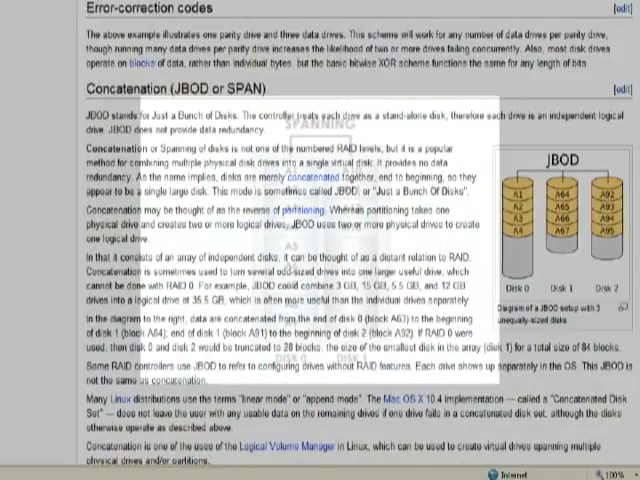 Error-correction codes [edit]
The above example illustrates one parity drive and three data drives. This scheme will work for any number of data drives per parity drive,
though running many data drives per parity drive increases the likelihood of two or more drives failing concurrently. Also, most disk drives
operate on blocks of data, rather than individual bytes, but the basic bitwise XOR scheme functions the same for any length of bits.
Concatenation (JBOD or SPAN) [edit]
JBOD stands for Just a Bunch of Disks. The controller treats each drive as a stand-alone disk, therefore each drive is an independent logical
drive. JBOD does not provide data redundancy.
SPANNING
Concatenation or Spanning of disks is not one of the numbered RAID levels, but it is a popular
method for combining multiple physical disk drives into a single virtual disk. It provides no data
redundancy. As the name implies, disks are merely concatenated together, end to beginning, so they
appear to be a single large disk. This mode is sometimes called JBOD, or "Just a Bunch Of Disks".
Concatenation may be thought of as the reverse of partitioning. Whereas partitioning takes one
physical drive and creates two or more logical drives, JBOD uses two or more physical drives to create
one logical drive.
In that it consists of an array of independent disks, it can be thought of as a distant relation to RAID.
Concatenation is sometimes used to turn several odd-sized drives into one larger useful drive, which
cannot be done with RAID 0. For example, JBOD could combine 3 GB, 15 GB, 5.5 GB, and 12 GB
drives into a logical drive at 35.5 GB, which is often more useful than the individual drives separately
In the diagram to the right, data are concatenated from the end of disk 0 (block A63) to the beginning
of disk 1 (block A64); end of disk 1 (block A91) to the beginning of disk 2 (block A92). If RAID 0 were
used, then disk 0 and disk 2 would be truncated to 28 blocks, the size of the smallest disk in the array (disk 1) for a total size of 84 blocks.
DISK 0 DISK 1
JBOD
A1 A64 A92
A2 A65 A93
A3 A66 A94
A4 A67 A95
Disk 0 Disk 1 Disk 2
Diagram of a JBOD setup with 3
unequally-sized disks
Some RAID controllers use JBOD to refer to configuring drives without RAID features. Each drive shows up separately in the OS. This JBOD is
not the same as concatenation.
Many Linux distributions use the terms "linear mode" or "append mode". The Mac OS X 10.4 implementation — called a "Concatenated Disk
Set" — does not leave the user with any usable data on the remaining drives if one drive fails in a concatenated disk set, although the disks
otherwise operate as described above.
Concatenation is one of the uses of the Logical Volume Manager in Linux, which can be used to create virtual drives spanning multiple
physical drives and/or partitions.
Internet 100%